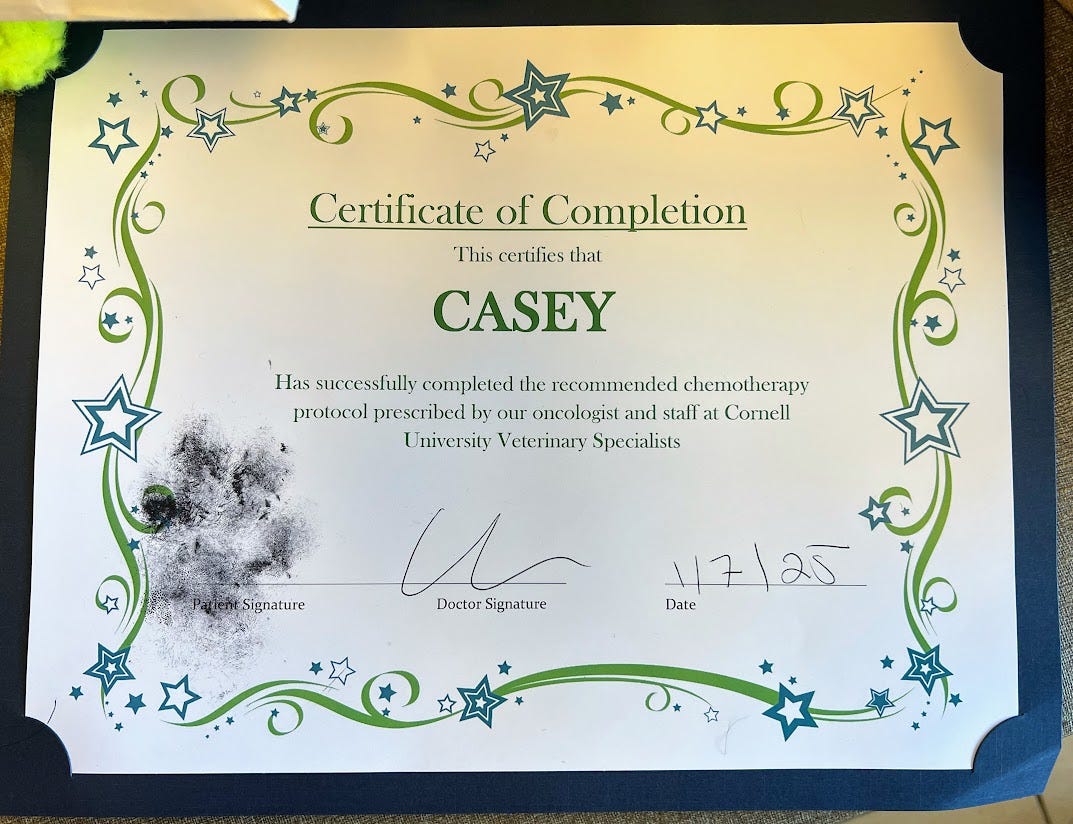 Certificate of Completion
This certifies that
CASEY
Has successfully completed the recommended chemotherapy
protocol prescribed by our oncologist and staff at Cornell
University Veterinary Specialists
1/7/25
Patient Signature Doctor Signature Date